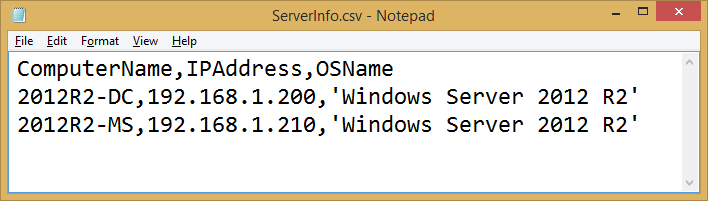 ServerInfo.csv - Notepad
File Edit Format View Help
ComputerName,IPAddress,OSName
2012R2-DC,192.168.1.200,'Windows Server 2012 R2'
2012R2-MS,192.168.1.210,'Windows Server 2012 R2'